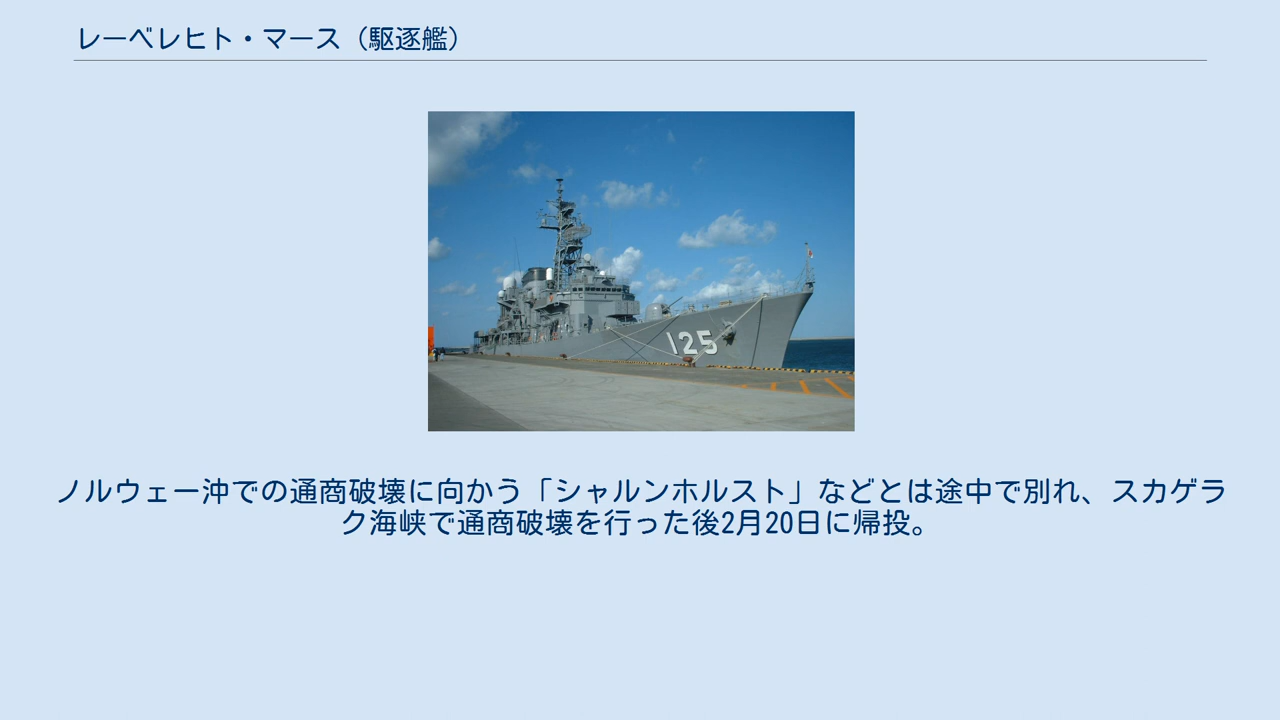 レーベレヒト・マース（駆逐艦）
125
ノルウェー沖での通商破壊に向かう「シャルンホルスト」などとは途中で別れ、スカゲラ
ク海峡で通商破壊を行った後2月20日に帰投。